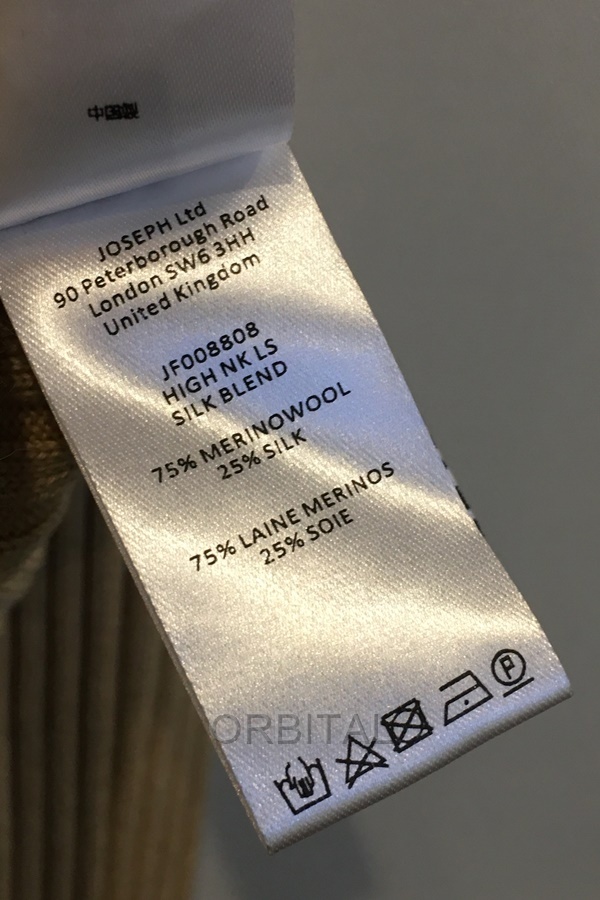 中国製
JOSEPH Ltd
90 Peterborough Road
London SW6 3HH
United Kingdom
JF008808
HIGH NK LS
SILK BLEND
75% MERINOWOOL
25% SILK
75% LAINE MERINOS
25% SOIE
P
ORBITAL